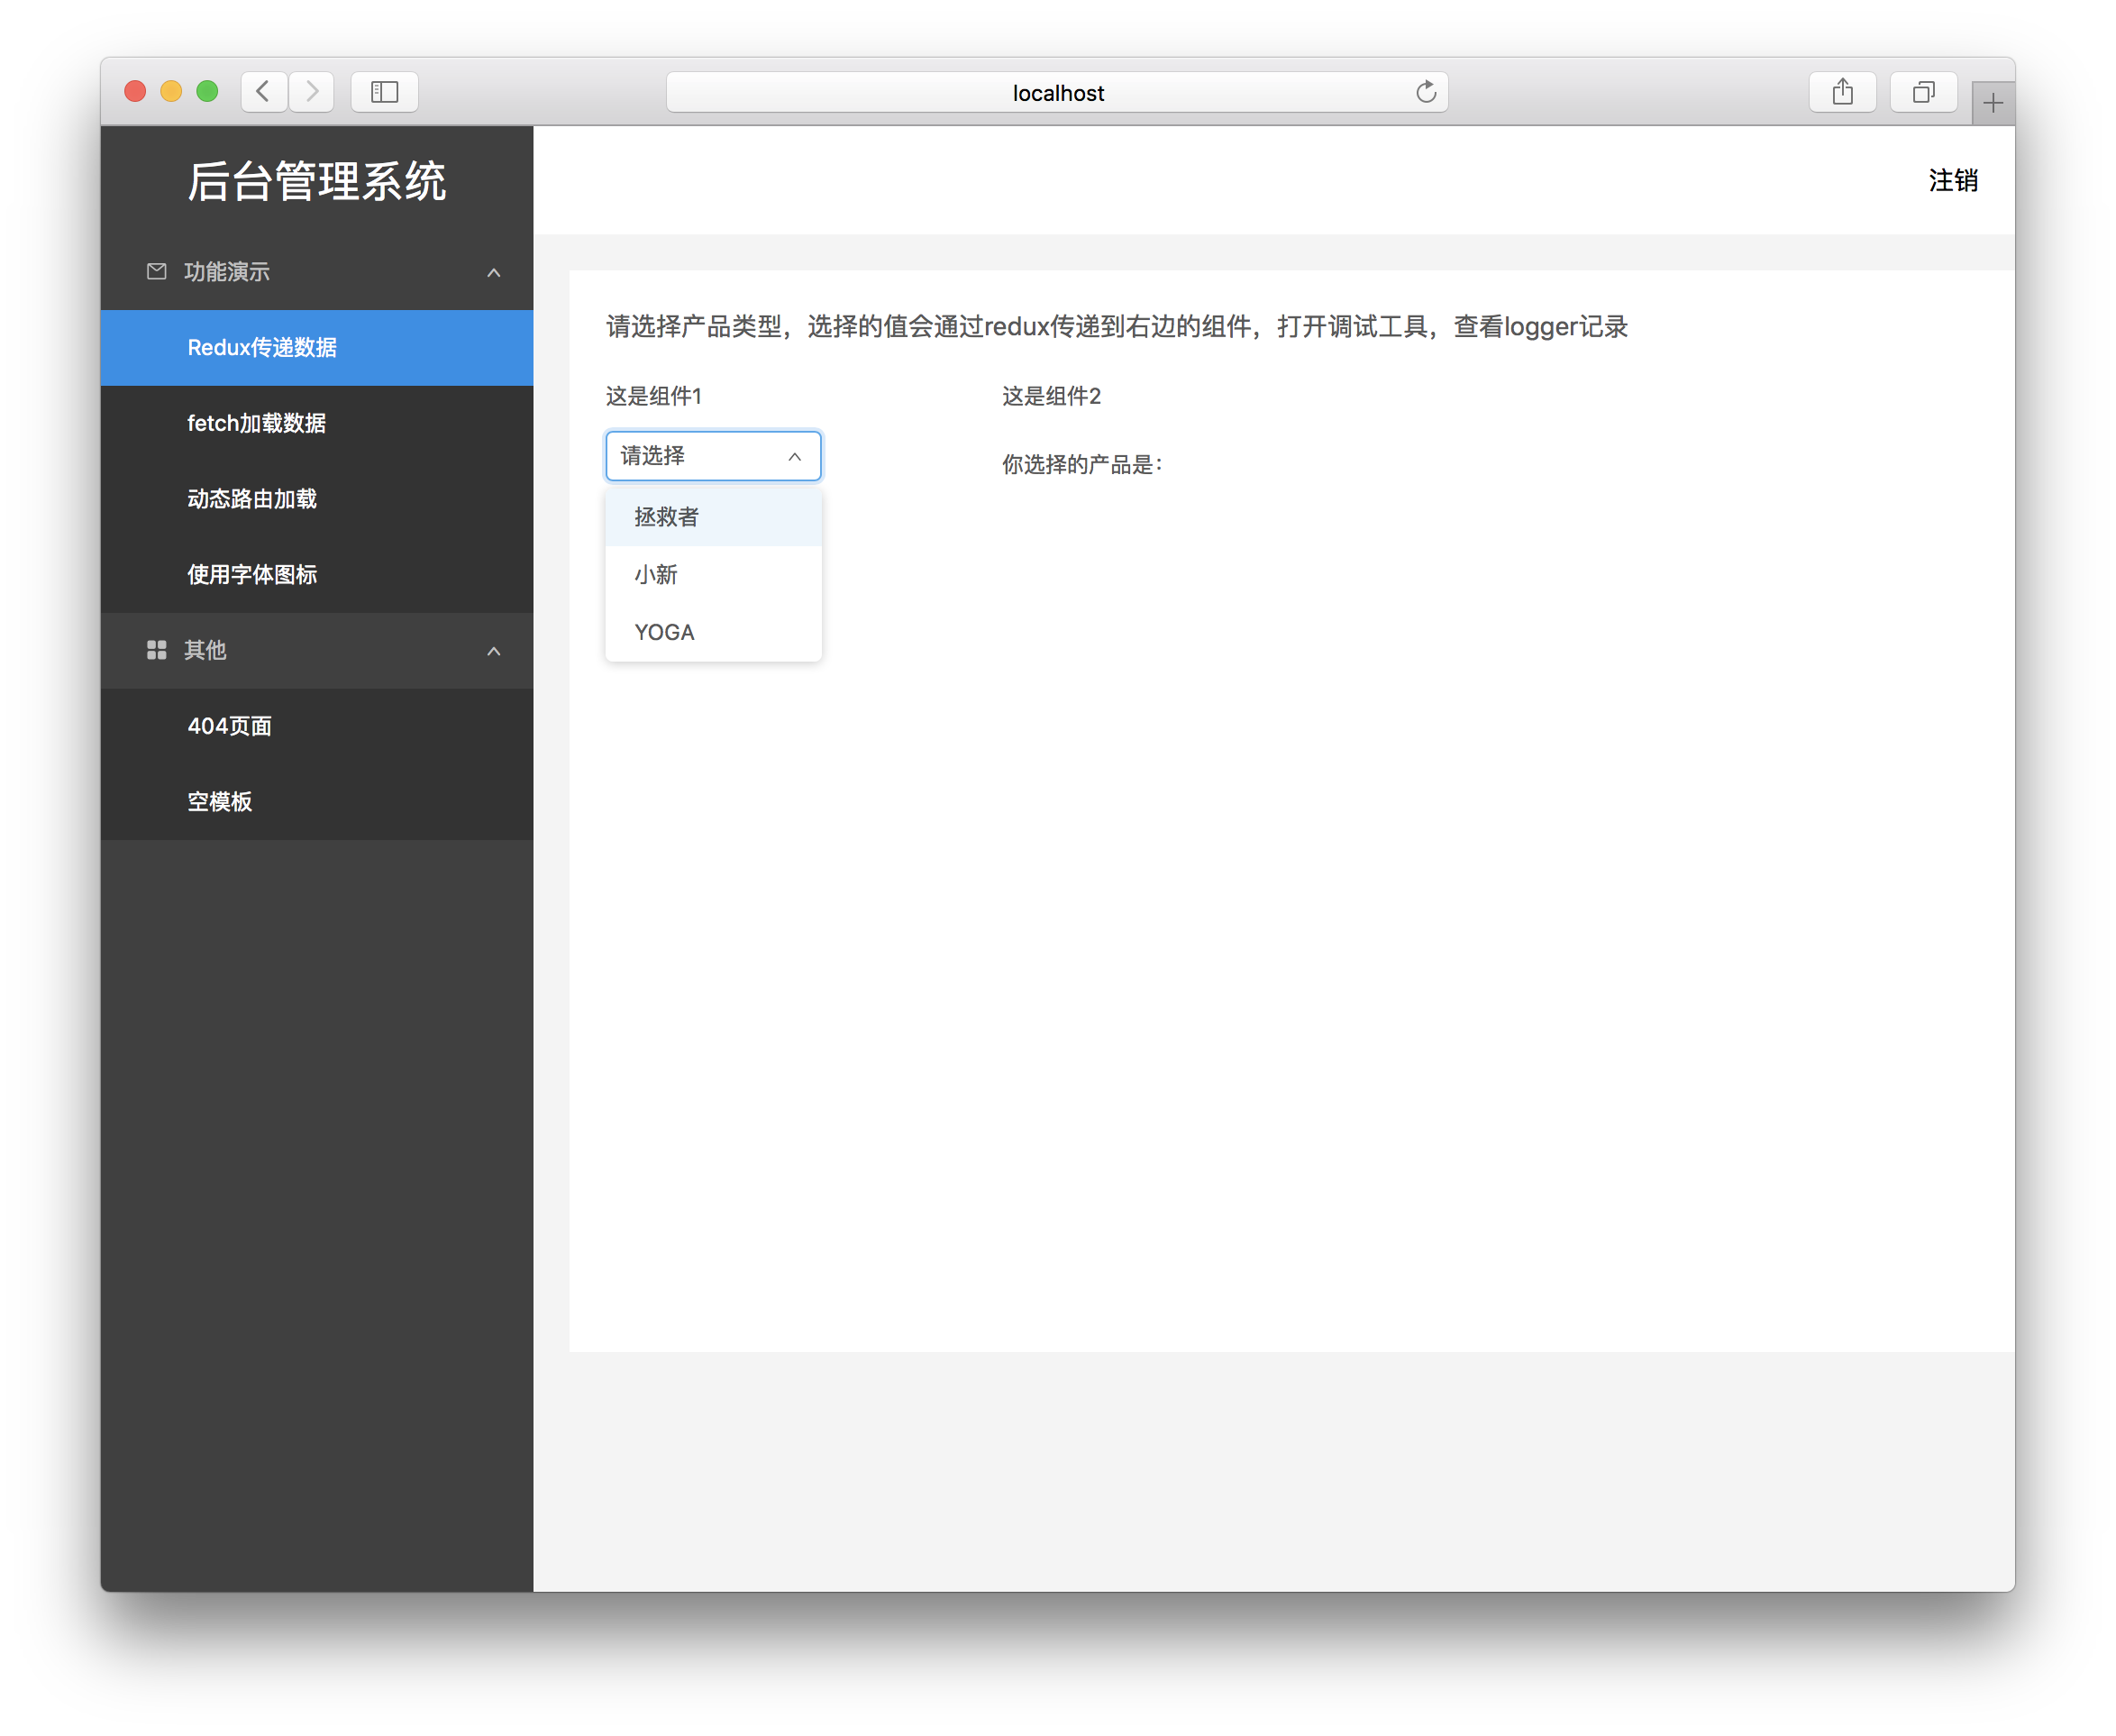 localhost
后台管理系统
注销
功能演示
Redux传递数据
fetch加载数据
动态路由加载
使用字体图标
其他
404页面
空模板
请选择产品类型，选择的值会通过redux传递到右边的组件，打开调试工具，查看logger记录
这是组件1
请选择
拯救者
小新
YOGA
这是组件2
你选择的产品是：